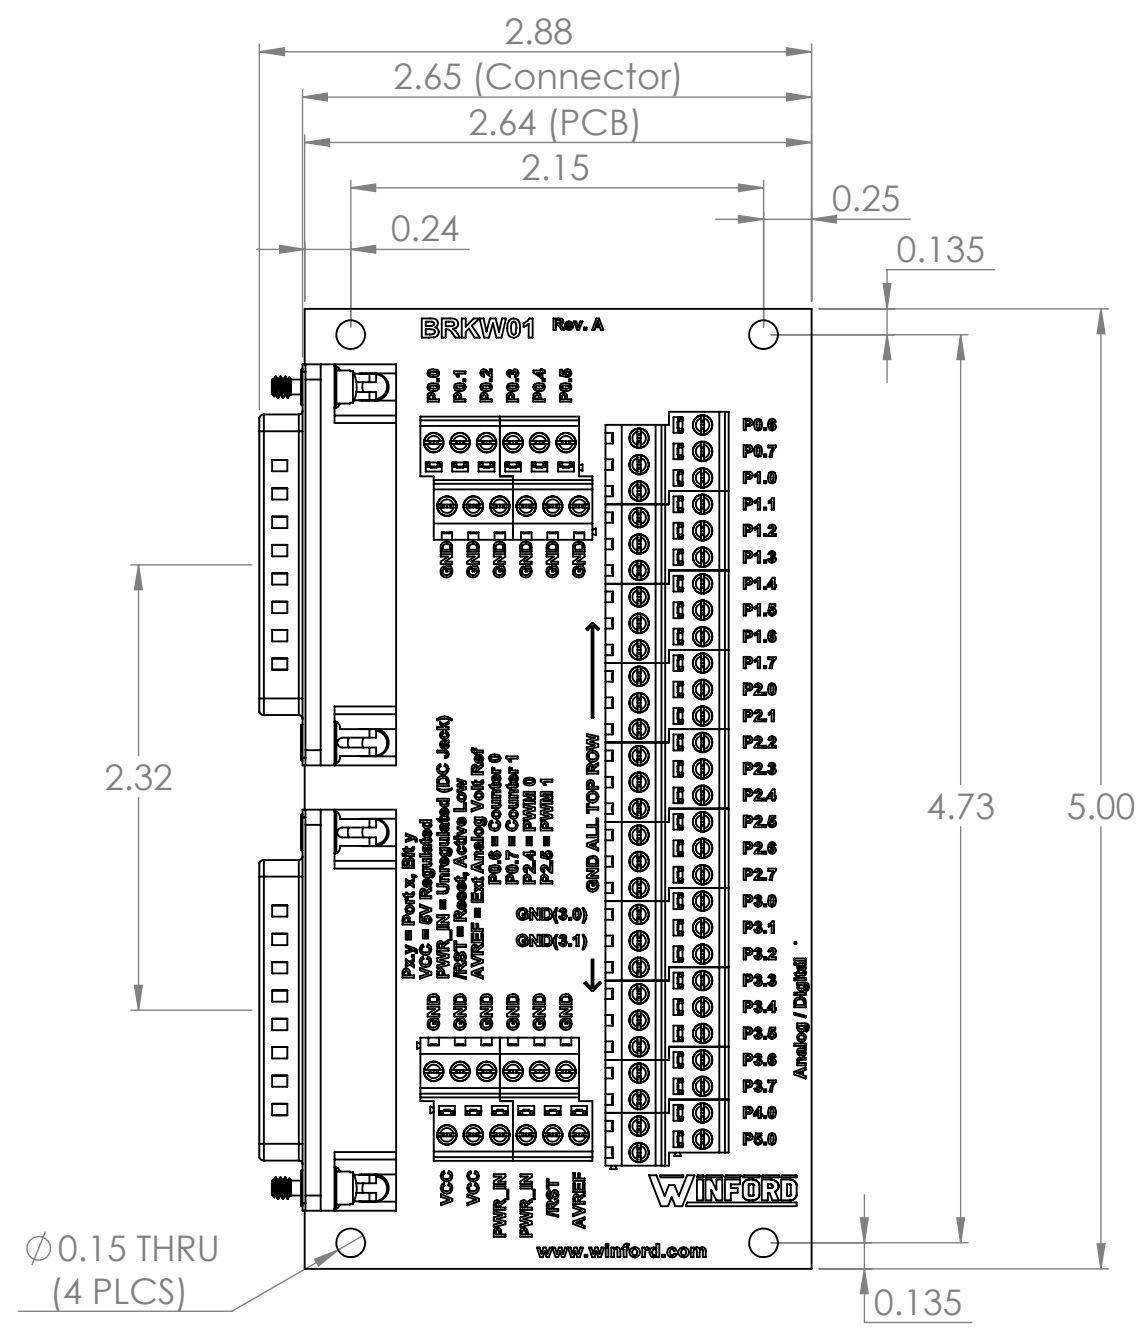 2.88
2.65 (Connector)
2.64 (PCB)
2.15
0.25
0.24
0.135
BRKW01 Rev. A
P0.0
P0.1
P0.2
P0.3
P0.4
P0.5
P0.6
P0.7
P1.0
P1.1
P1.2
P1.3
GND
GND
GND
GND
GND
GND
P1.4
P1.5
P1.6
P1.7
P2.0
P2.1
P2.2
P2.3
P2.4
P2.5
P2.6
P2.7
P3.0
P3.1
P3.2
P3.3
P3.4
P3.5
P3.6
P3.7
P4.0
P5.0
2.32
4.73
5.00
Px.y = Port x, Bit y
VCC = 5V Regulated
PWR_IN = Unregulated (DC Jack)
/RST = Reset, Active Low
AVREF = Ext Analog Volt Ref
P0.6 = Counter 0
P0.7 = Counter 1
P2.4 = PWM 0
P2.5 = PWM 1
GND ALL TOP ROW
GND(3.0)
GND(3.1)
Analog / Digital
GND
GND
GND
GND
GND
GND
VCC
VCC
PWR_IN
PWR_IN
/RST
AVREF
WINFORD
www.winford.com
Ø0.15 THRU
(4 PLCS)
0.135